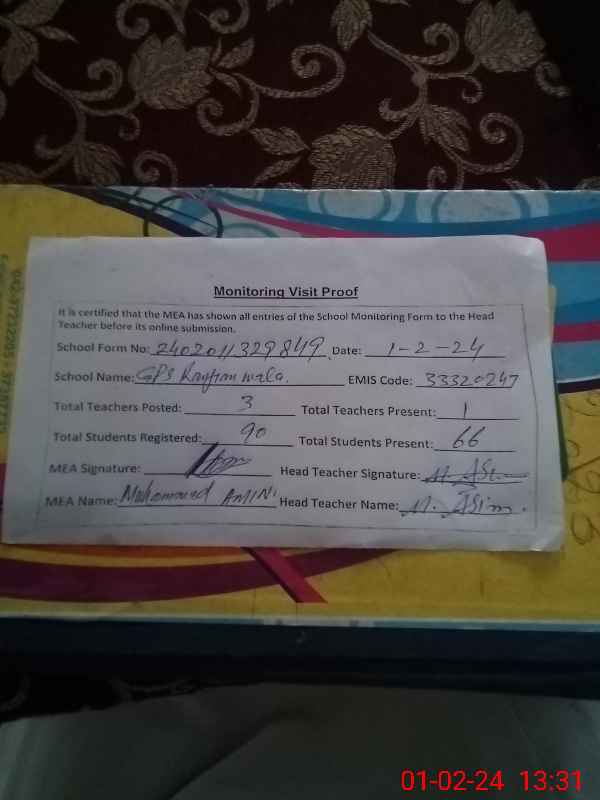 Monitoring Visit Proof
It is certified that the MEA has shown all entries of the School Monitoring Form to the Head
Teacher before its online submission.
School Form No: 2402011329849 Date: 1-2-24
School Name: GPS EMIS Code: 33320247
Total Teachers Posted: 3 Total Teachers Present: 1
Total Students Registered: 90 Total Students Present: 66
MEA Signature: Head Teacher Signature: M. Asim
MEA Name: Muhammad AMIN Head Teacher Name: M. Asim.
01-02-24 13:31